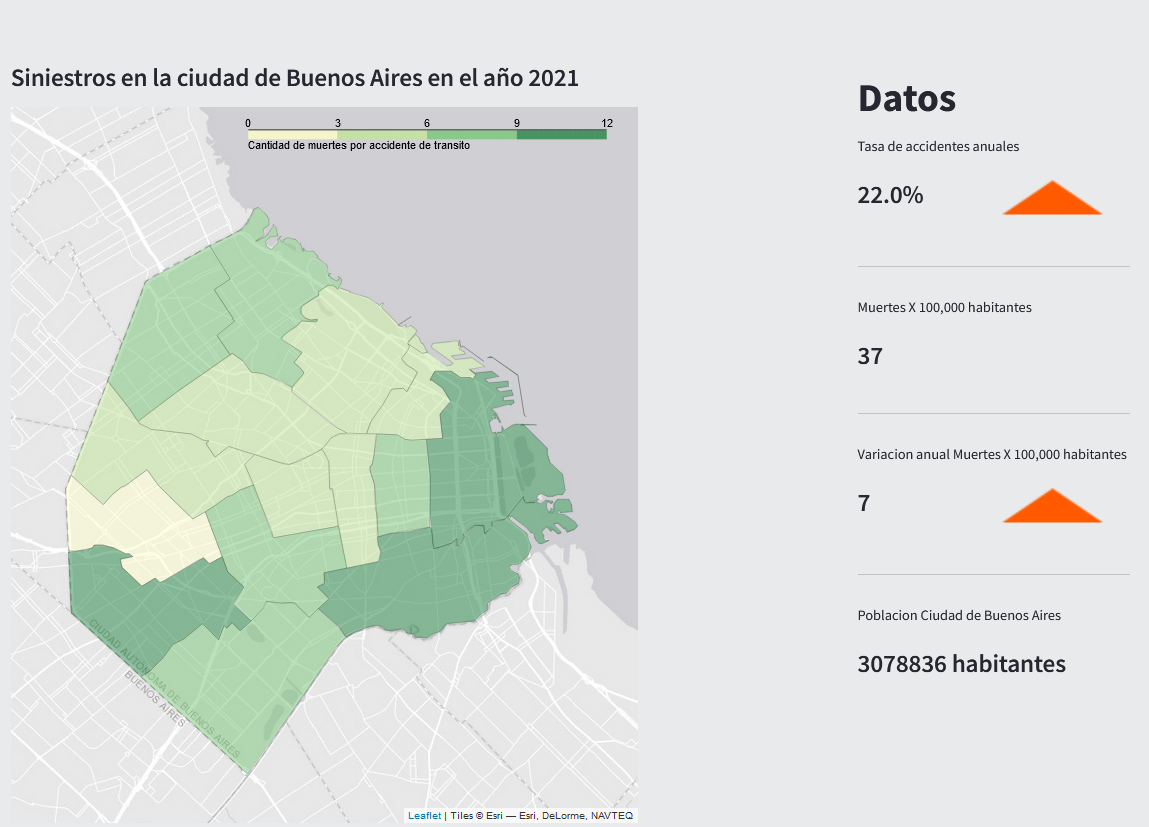 Siniestros en la ciudad de Buenos Aires en el año 2021
0 3 6 9 12
Cantidad de muertes por accidente de transito
CIUDAD AUTÓNOMA DE BUENOS AIRES
BUENOS AIRES
Leaflet | Tiles © Esri — Esri, DeLorme, NAVTEQ
Datos
Tasa de accidentes anuales
22.0%
Muertes X 100,000 habitantes
37
Variacion anual Muertes X 100,000 habitantes
7
Poblacion Ciudad de Buenos Aires
3078836 habitantes